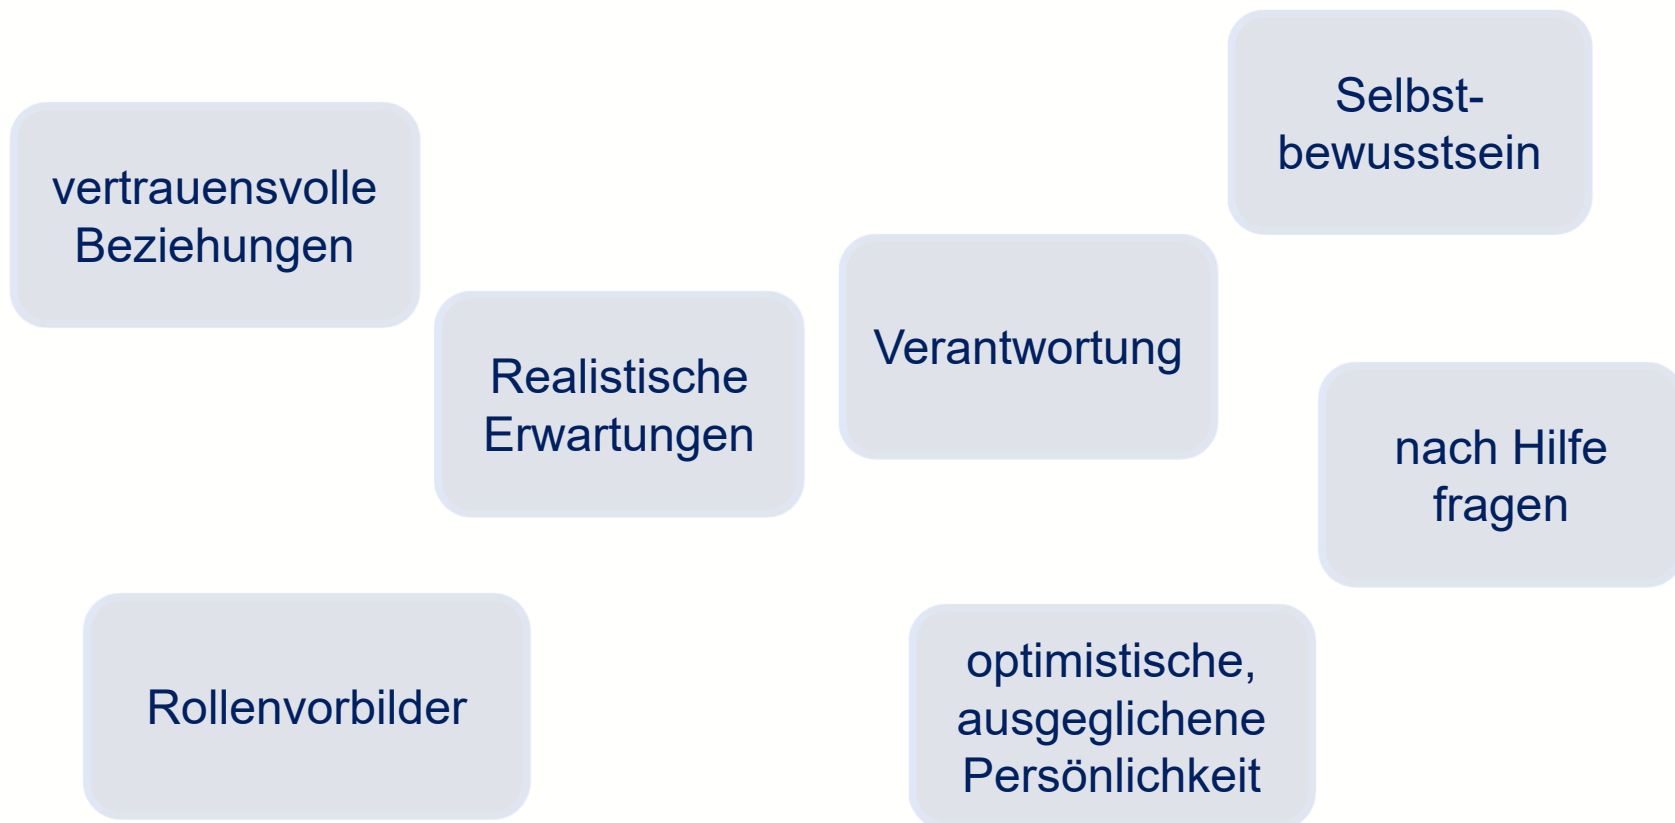 vertrauensvolle
Beziehungen
Realistische
Erwartungen
Verantwortung
Selbst-
bewusstsein
nach Hilfe
fragen
Rollenvorbilder
optimistische,
ausgeglichene
Persönlichkeit